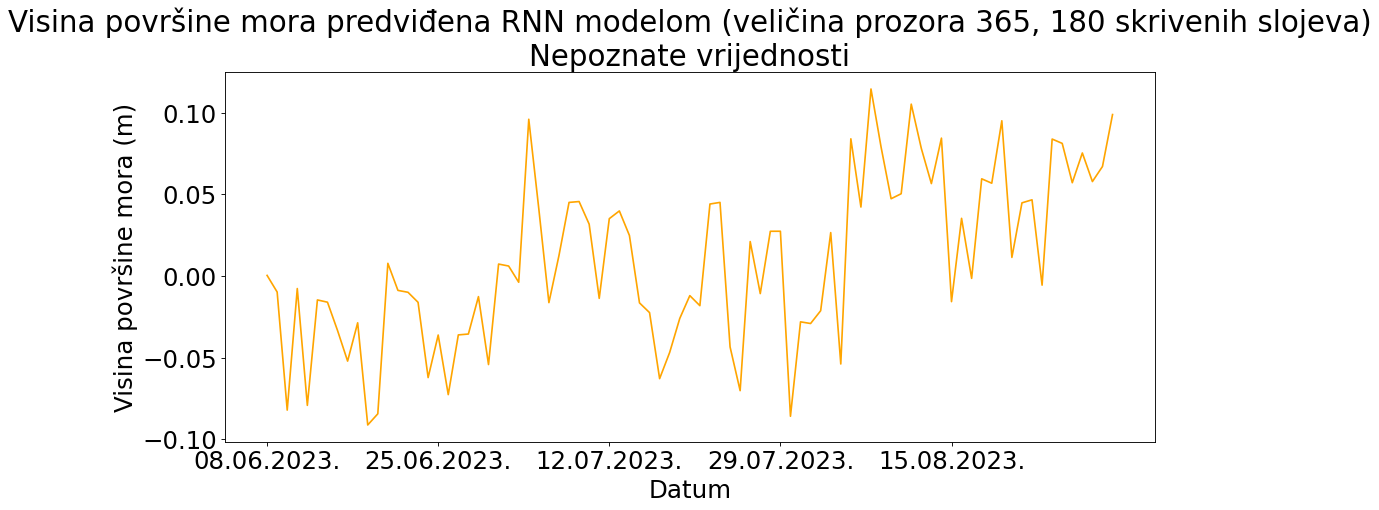 Visina površine mora predviđena RNN modelom (veličina prozora 365, 180 skrivenih slojeva)
Nepoznate vrijednosti
Visina površine mora (m)
0.10
0.05
0.00
−0.05
−0.10
08.06.2023. 25.06.2023. 12.07.2023. 29.07.2023. 15.08.2023.
Datum